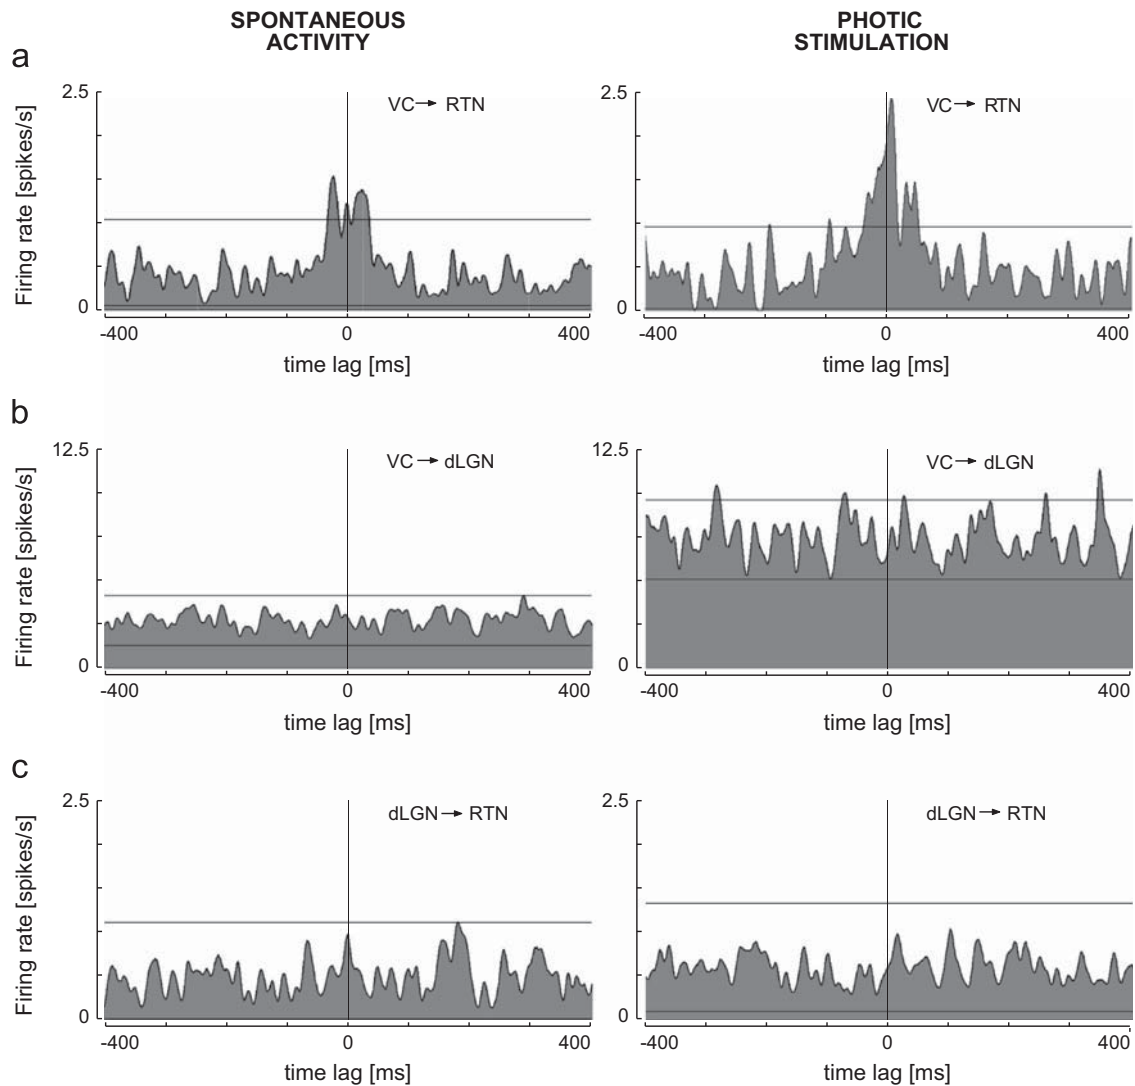 SPONTANEOUS
ACTIVITY
PHOTIC
STIMULATION
a
2.5
VC → RTN
Firing rate [spikes/s]
0
-400
0
400
time lag [ms]
2.5
VC → RTN
0
-400
0
400
time lag [ms]
b
12.5
VC → dLGN
Firing rate [spikes/s]
0
-400
0
400
time lag [ms]
12.5
VC → dLGN
0
-400
0
400
time lag [ms]
c
2.5
dLGN → RTN
Firing rate [spikes/s]
0
-400
0
400
time lag [ms]
2.5
dLGN → RTN
0
-400
0
400
time lag [ms]